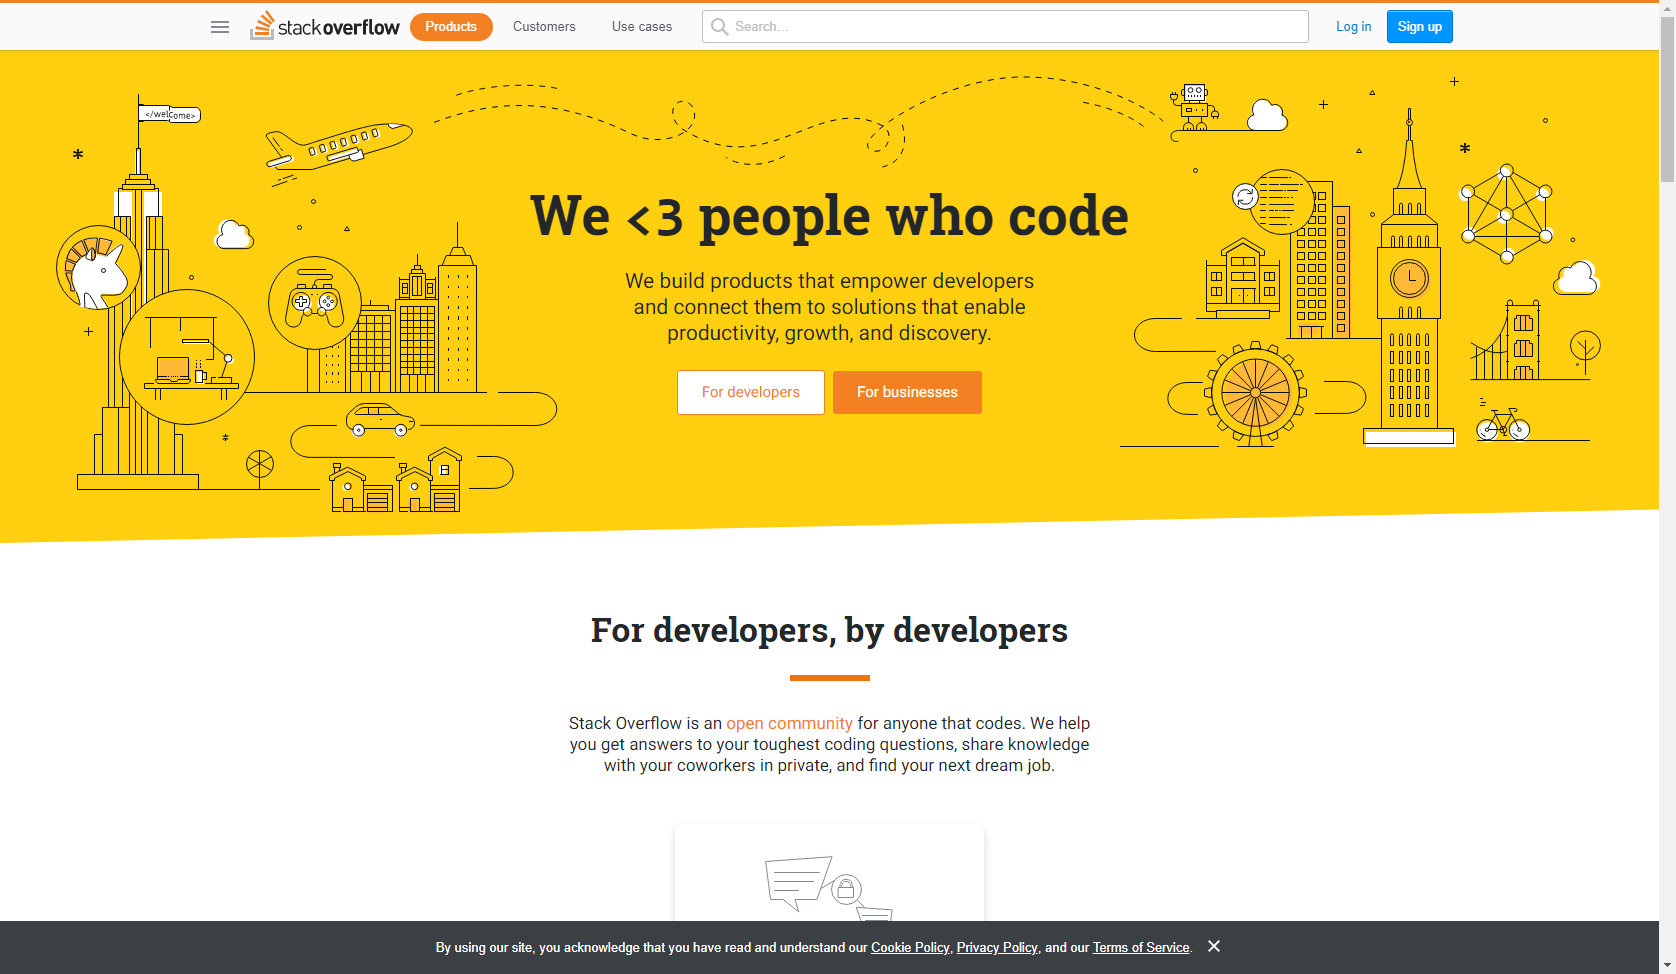 stackoverflow
Products
Customers
Use cases
Search...
Log in
Sign up
</welcome>
We <3 people who code
We build products that empower developers
and connect them to solutions that enable
productivity, growth, and discovery.
For developers
For businesses
For developers, by developers
Stack Overflow is an open community for anyone that codes. We help
you get answers to your toughest coding questions, share knowledge
with your coworkers in private, and find your next dream job.
By using our site, you acknowledge that you have read and understand our Cookie Policy, Privacy Policy, and our Terms of Service.